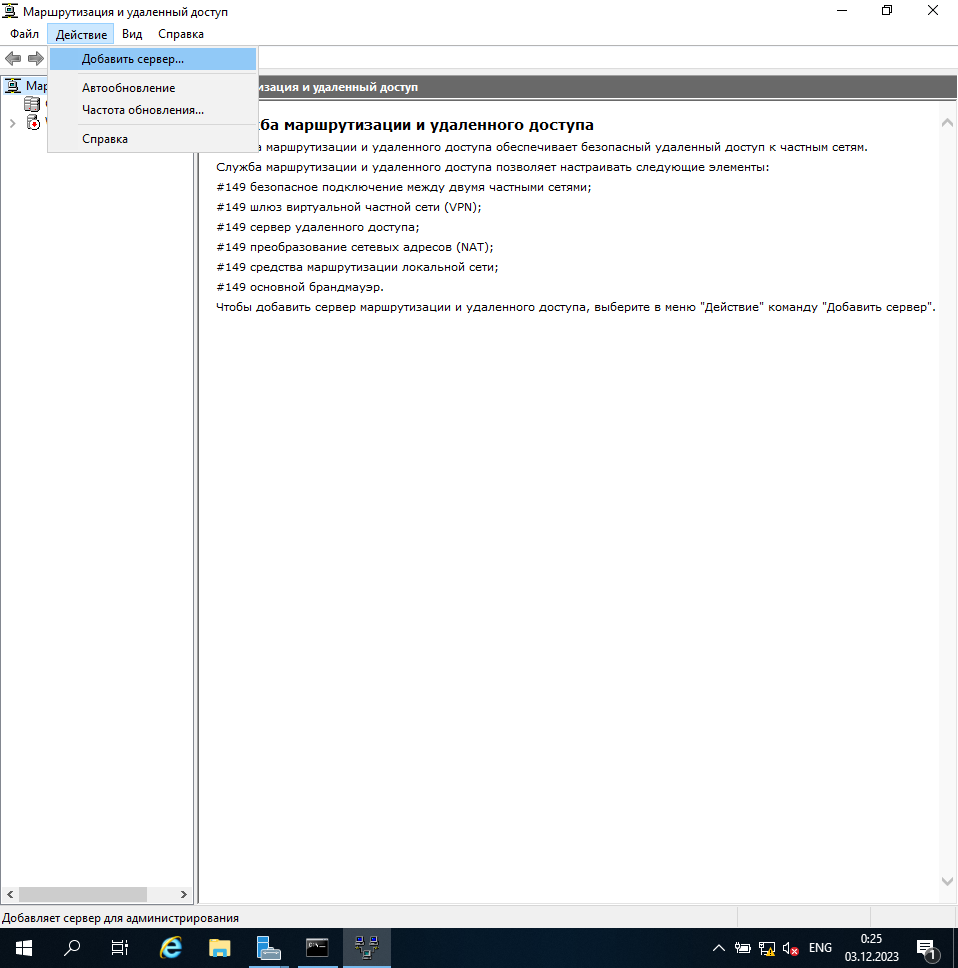 Маршрутизация и удаленный доступ
Файл Действие Вид Справка
Добавить сервер...
Автообновление
Частота обновления...
Справка
Мар
изация и удаленный доступ
ба маршрутизации и удаленного доступа
а маршрутизации и удаленного доступа обеспечивает безопасный удаленный доступ к частным сетям.
Служба маршрутизации и удаленного доступа позволяет настраивать следующие элементы:
#149 безопасное подключение между двумя частными сетями;
#149 шлюз виртуальной частной сети (VPN);
#149 сервер удаленного доступа;
#149 преобразование сетевых адресов (NAT);
#149 средства маршрутизации локальной сети;
#149 основной брандмауэр.
Чтобы добавить сервер маршрутизации и удаленного доступа, выберите в меню "Действие" команду "Добавить сервер".
Добавляет сервер для администрирования
ENG
0:25
03.12.2023
1